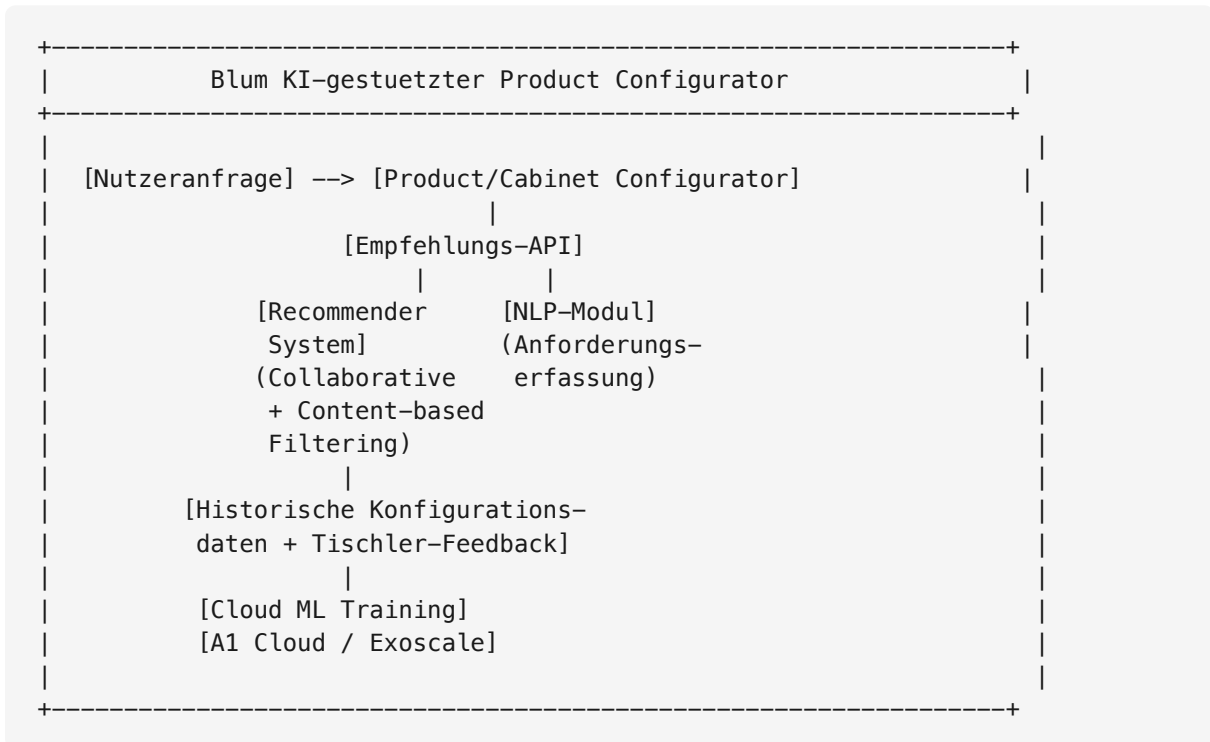 +------------------------------------------------------------------+
|           Blum KI-gestuetzter Product Configurator                |
+------------------------------------------------------------------+
|                                                                    |
|  [Nutzeranfrage] --> [Product/Cabinet Configurator]               |
|                              |                                     |
|                    [Empfehlungs-API]                               |
|                         |        |                                 |
|              [Recommender     [NLP-Modul]                         |
|               System]         (Anforderungs-                      |
|              (Collaborative    erfassung)                          |
|               + Content-based                                      |
|               Filtering)                                           |
|                    |                                               |
|         [Historische Konfigurations-                               |
|          daten + Tischler-Feedback]                                |
|                    |                                               |
|          [Cloud ML Training]                                       |
|          [A1 Cloud / Exoscale]                                     |
|                                                                    |
+------------------------------------------------------------------+